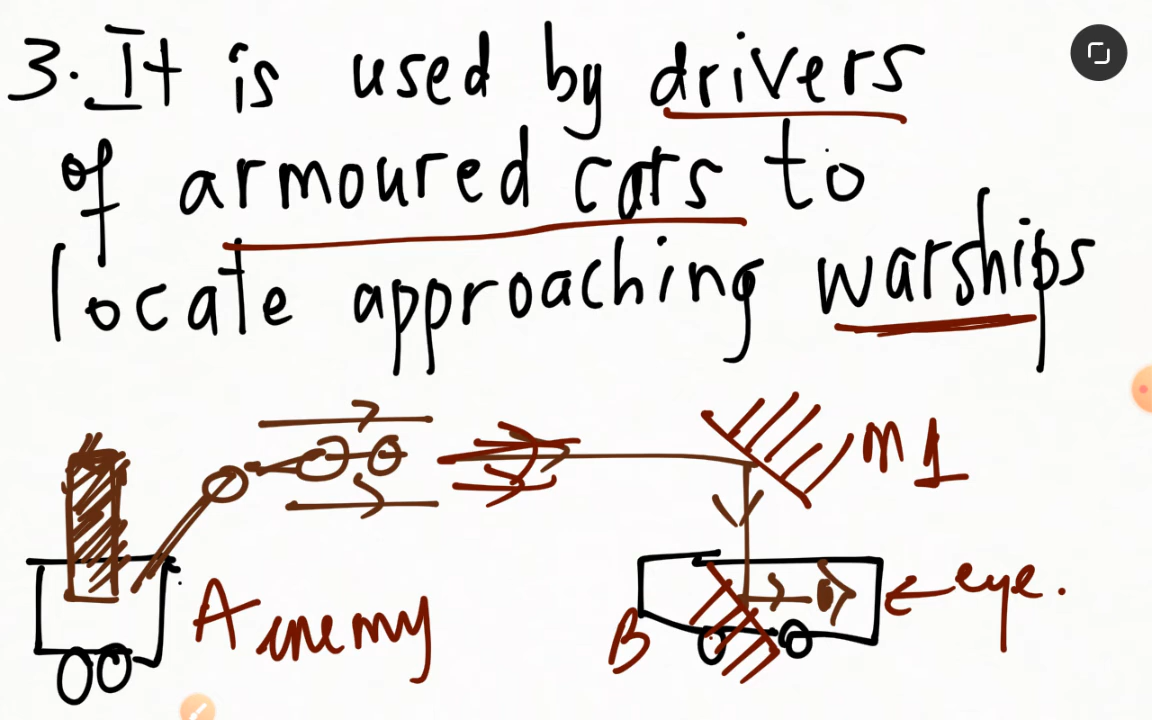 3. It is used by drivers
of armoured cars to
locate approaching warships
M1
A enemy
B
eye.